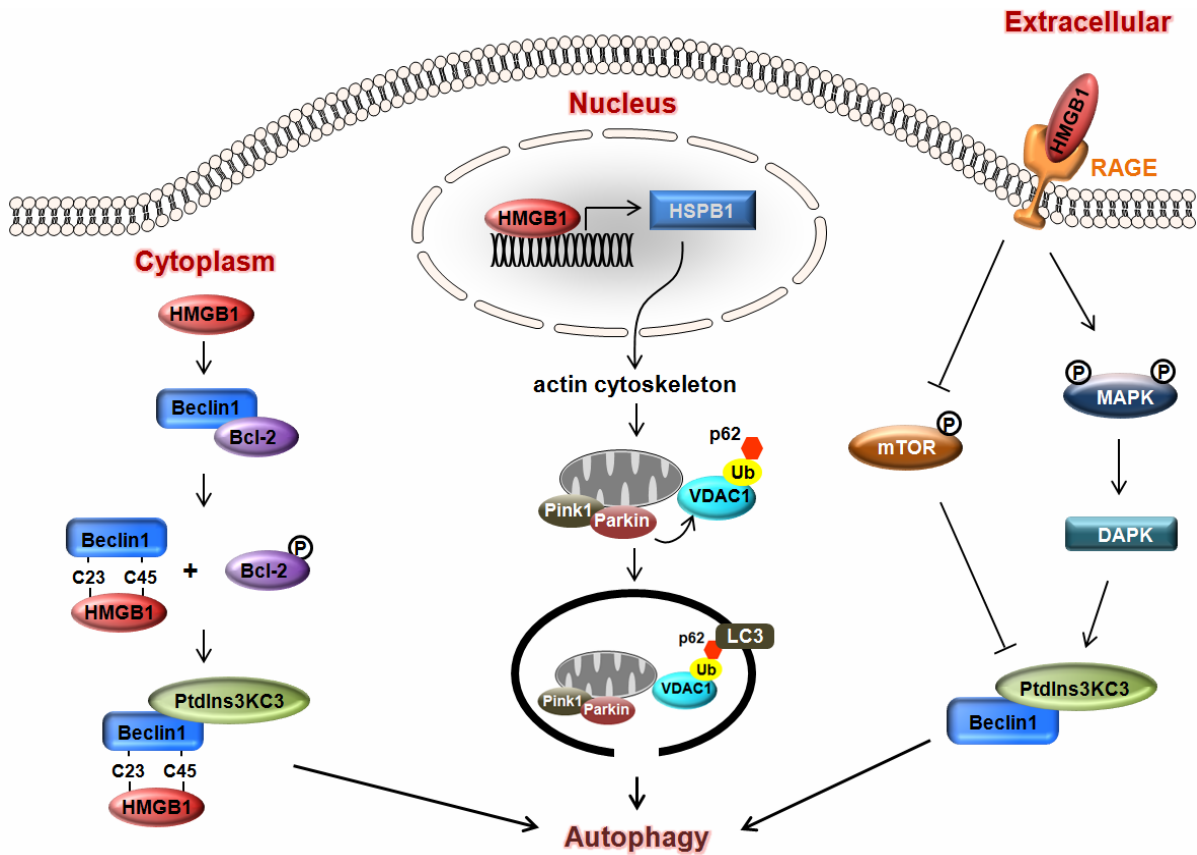 Extracellular
Nucleus
HMGB1
RAGE
HMGB1
HSPB1
Cytoplasm
HMGB1
actin cytoskeleton
P
P
MAPK
Beclin1
Bcl-2
p62
Ub
VDAC1
P
mTOR
Pink1
Parkin
Beclin1
C23
C45
HMGB1
+
P
Bcl-2
DAPK
p62
LC3
Ub
VDAC1
Pink1
Parkin
PtdIns3KC3
Beclin1
C23
C45
HMGB1
PtdIns3KC3
Beclin1
Autophagy